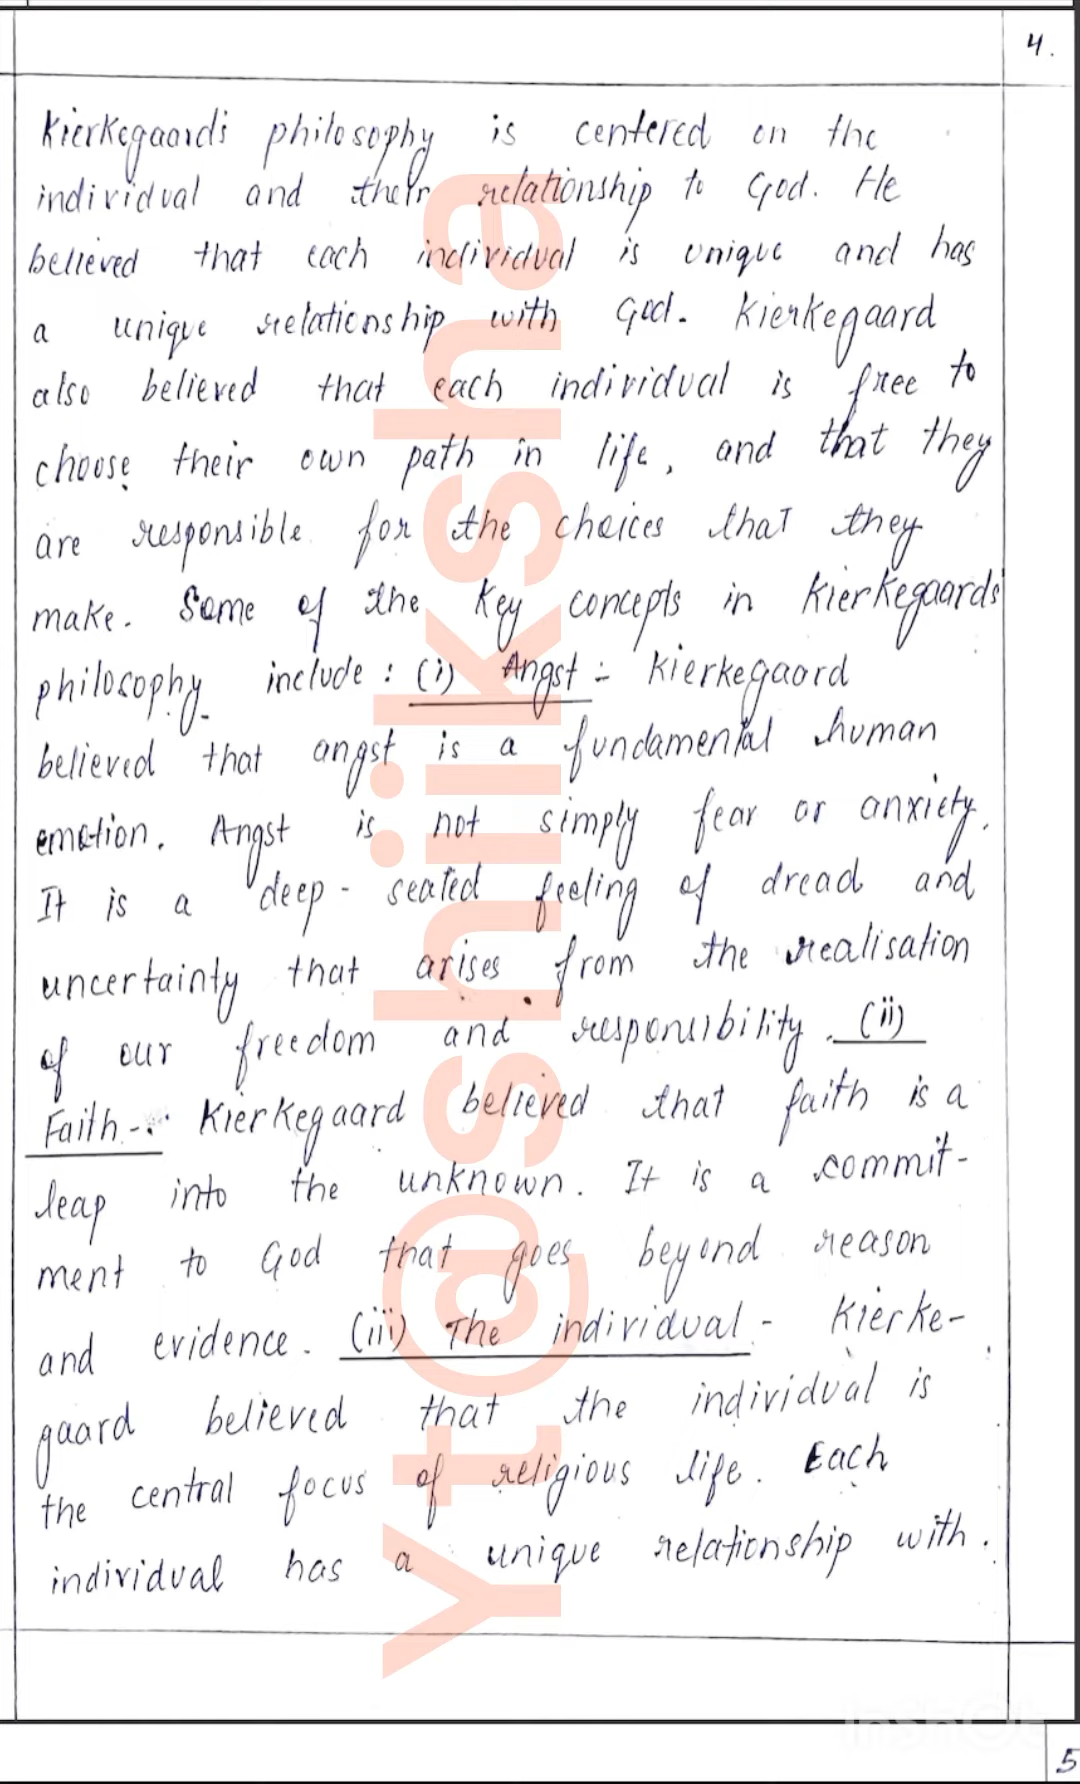 4.
Kierkegaard's philosophy is centered on the
individual and their relationship to God. He
believed that each individual is unique and has
a unique relationship with God. Kierkegaard
also believed that each individual is free to
choose their own path in life, and that they
are responsible for the choices that they
make. Some of the key concepts in Kierkegaards
philosophy include : (i) Angst :- Kierkegaard
believed that angst is a fundamental human
emotion. Angst is not simply fear or anxiety.
It is a deep - seated feeling of dread and
uncertainty that arises from the realisation
of our freedom and responsibility. (ii)
Faith -: Kierkegaard believed that faith is a
leap into the unknown. It is a commit-
ment to God that goes beyond reason
and evidence. (iii) The individual - Kierke-
gaard believed that the individual is
the central focus of religious life. Each
individual has a unique relationship with.
Yt@shiiksha
5